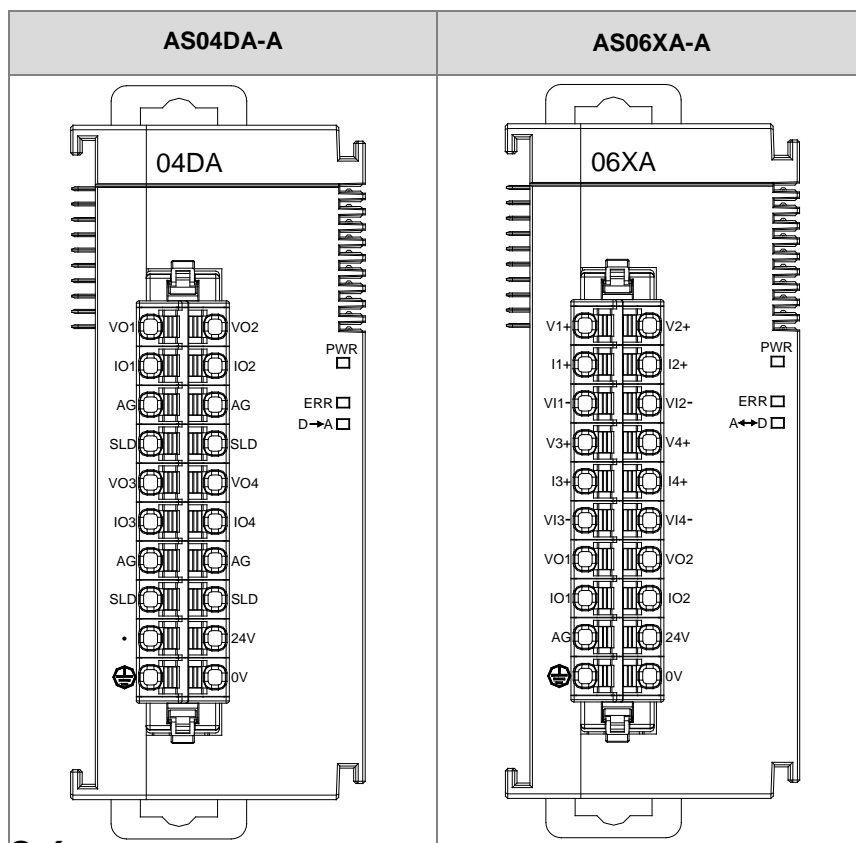 AS04DA-A AS06XA-A
04DA
VO1 VO2
PWR
IO1 IO2
ERR
AG AG
D→A
SLD SLD
VO3 VO4
IO3 IO4
AG AG
SLD SLD
• 24V
0V
06XA
V1+ V2+
PWR
I1+ I2+
ERR
VI1- VI2-
A↔D
V3+ V4+
I3+ I4+
VI3- VI4-
VO1 VO2
IO1 IO2
AG 24V
0V